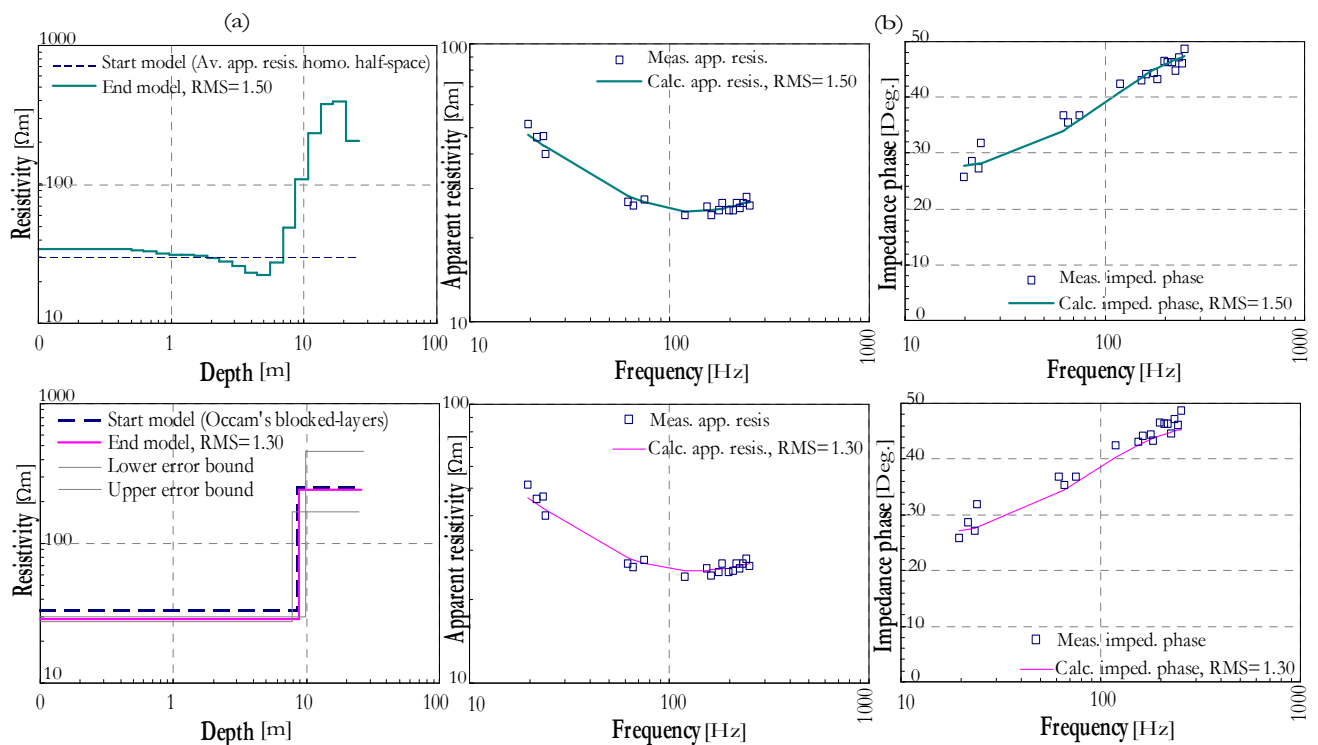 (a)
(b)
1000
100
10
Resistivity [Ωm]
Start model (Av. app. resis. homo. half-space)
End model, RMS=1.50
0
1
10
100
Depth [m]
100
10
Apparent resistivity [Ωm]
Meas. app. resis.
Calc. app. resis., RMS=1.50
10
100
1000
Frequency [Hz]
50
40
30
20
10
0
Impedance phase [Deg.]
Meas. imped. phase
Calc. imped. phase, RMS=1.50
10
100
1000
Frequency [Hz]
1000
100
10
Resistivity [Ωm]
Start model (Occam's blocked-layers)
End model, RMS=1.30
Lower error bound
Upper error bound
0
1
10
100
Depth [m]
100
10
Apparent resistivity [Ωm]
Meas. app. resis
Calc. app. resis., RMS=1.30
10
100
1000
Frequency [Hz]
50
40
30
20
10
0
Impedance phase [Deg.]
Meas. imped. phase
Calc. imped. phase, RMS=1.30
10
100
1000
Frequency [Hz]